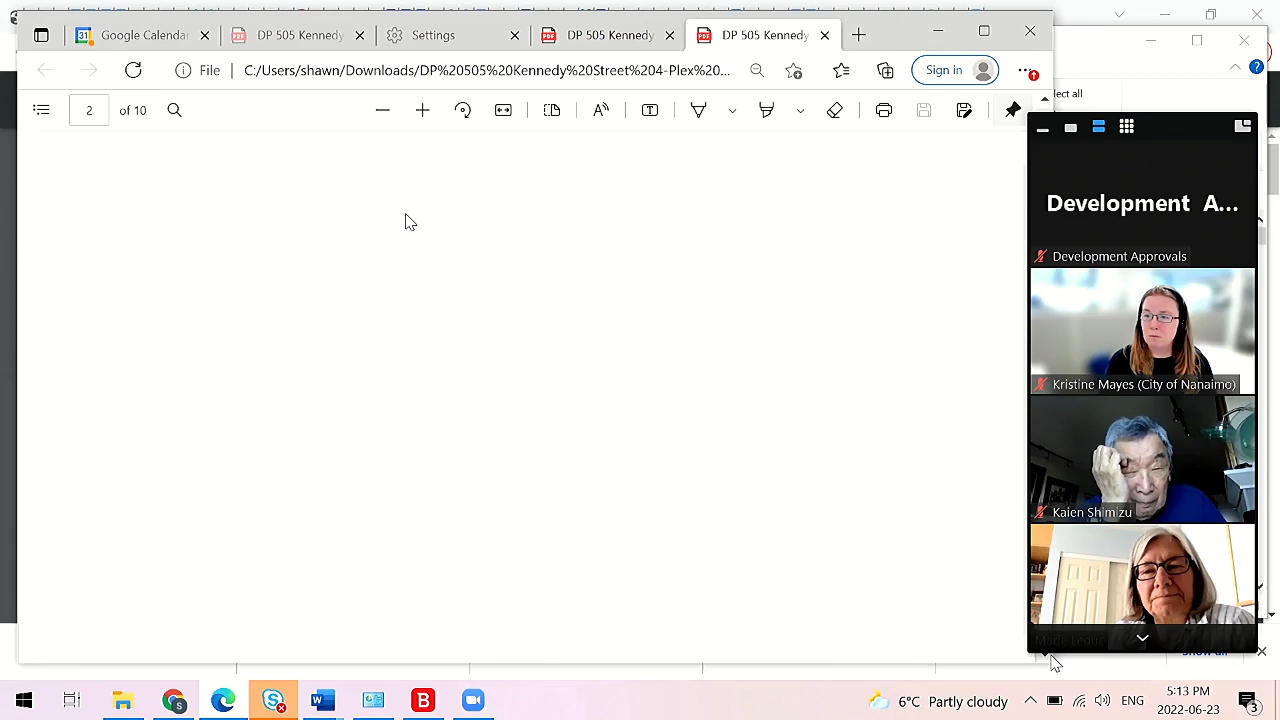 31 Google Calendar
DP 505 Kennedy
Settings
DP 505 Kennedy
DP 505 Kennedy
File
C:/Users/shawn/Downloads/DP%20505%20Kennedy%20Street%204-Plex%20...
Sign in
2 of 10
Development A...
Development Approvals
Kristine Mayes (City of Nanaimo)
Kaien Shimizu
6°C Partly cloudy
ENG
5:13 PM
2022-06-23
3